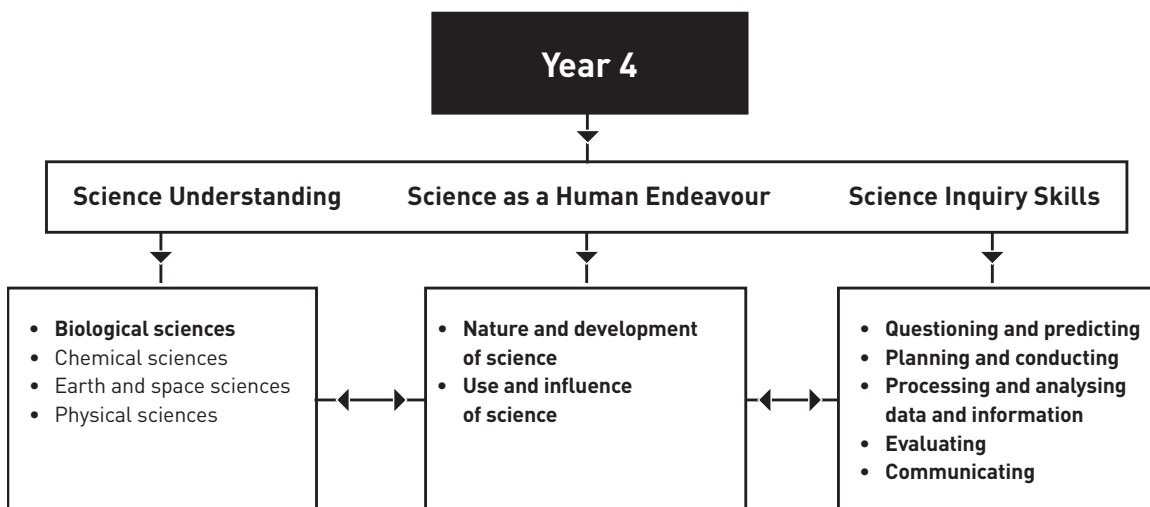 Year 4
Science Understanding
Science as a Human Endeavour
Science Inquiry Skills
• Biological sciences
• Chemical sciences
• Earth and space sciences
• Physical sciences
• Nature and development
of science
• Use and influence
of science
• Questioning and predicting
• Planning and conducting
• Processing and analysing
data and information
• Evaluating
• Communicating